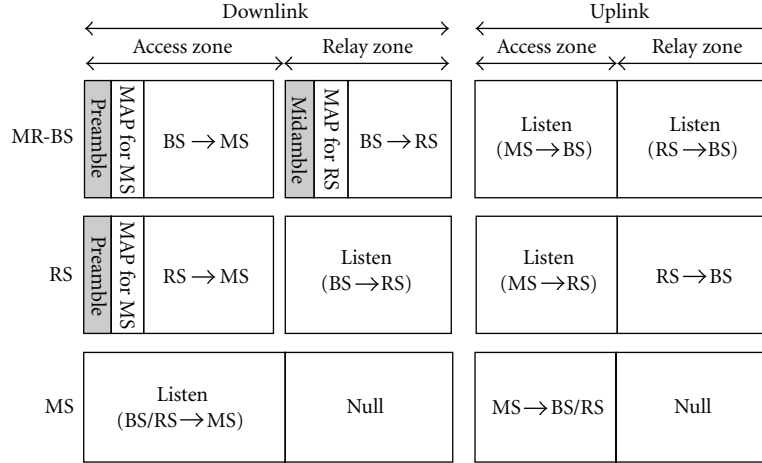 Downlink
Uplink
Access zone
Relay zone
Access zone
Relay zone
MR-BS
Preamble
MAP for MS
BS → MS
Midamble
MAP for RS
BS → RS
Listen
(MS → BS)
Listen
(RS → BS)
RS
Preamble
MAP for MS
RS → MS
Listen
(BS → RS)
Listen
(MS → RS)
RS → BS
MS
Listen
(BS/RS → MS)
Null
MS → BS/RS
Null